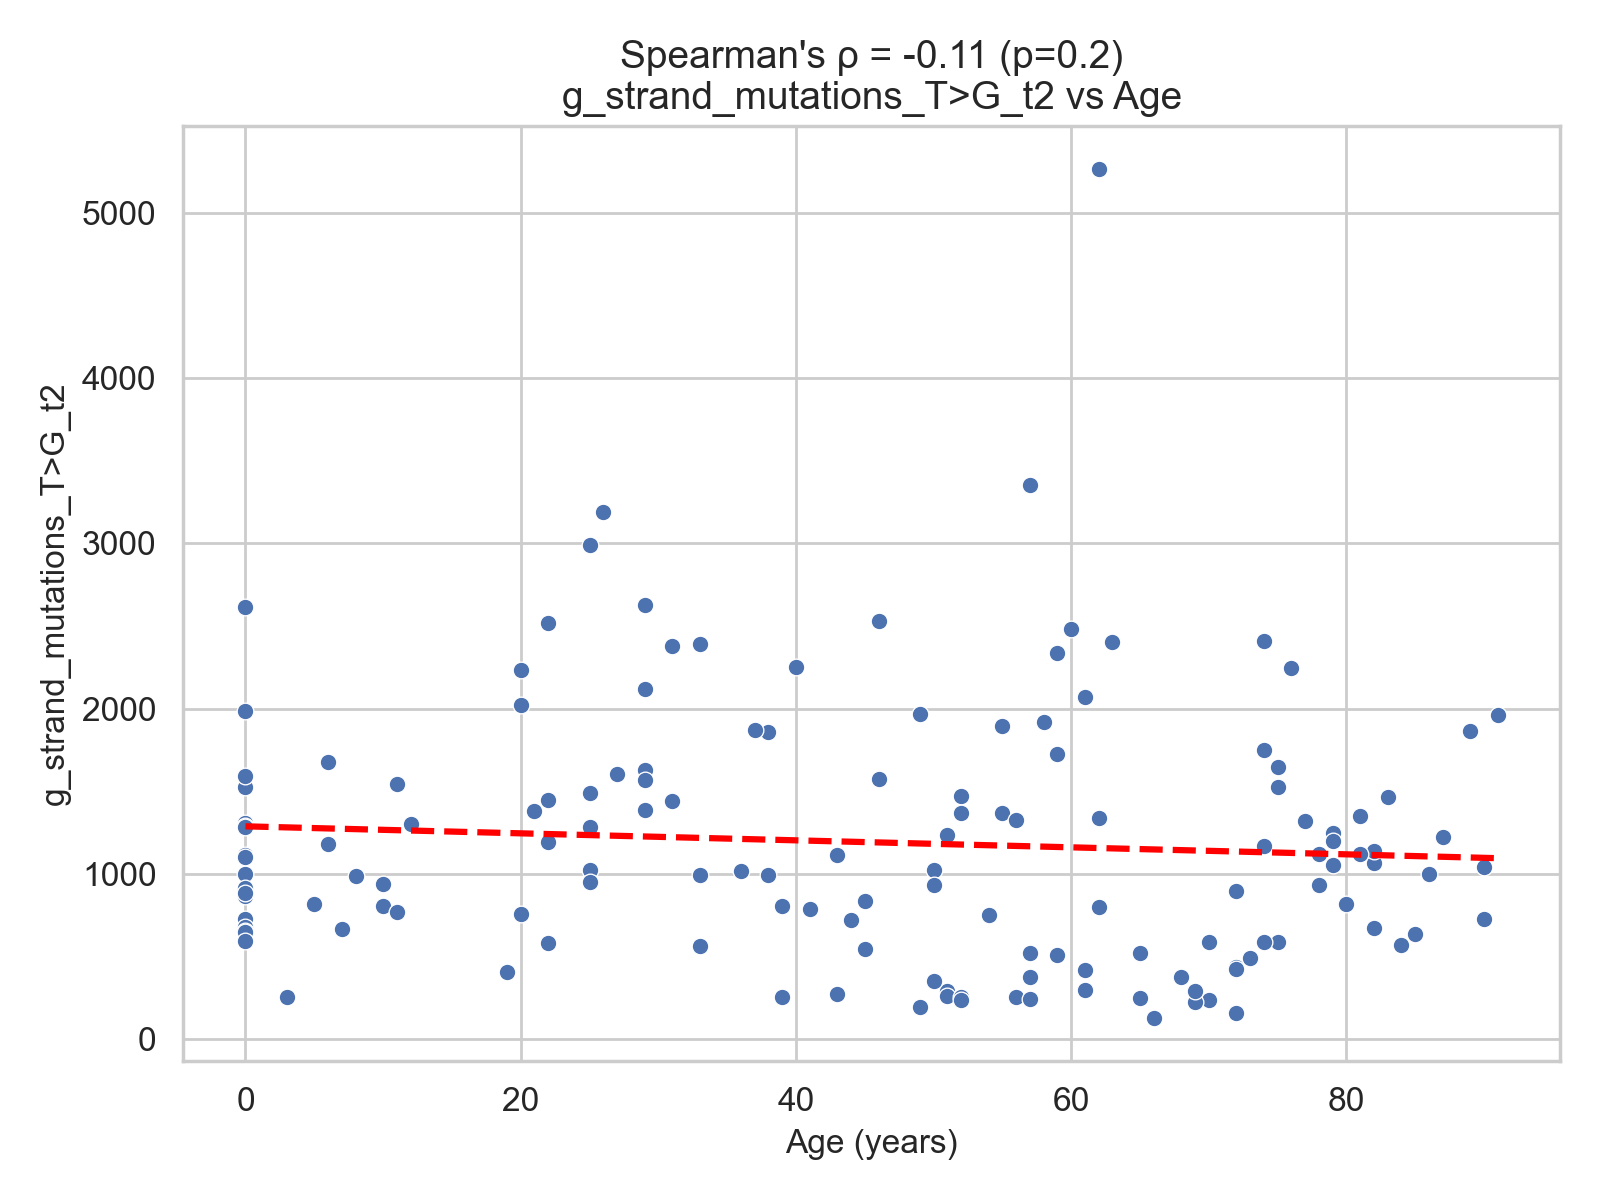 Spearman's ρ = -0.11 (p=0.2)
g_strand_mutations_T>G_t2 vs Age
g_strand_mutations_T>G_t2
5000
4000
3000
2000
1000
0
0 20 40 60 80
Age (years)